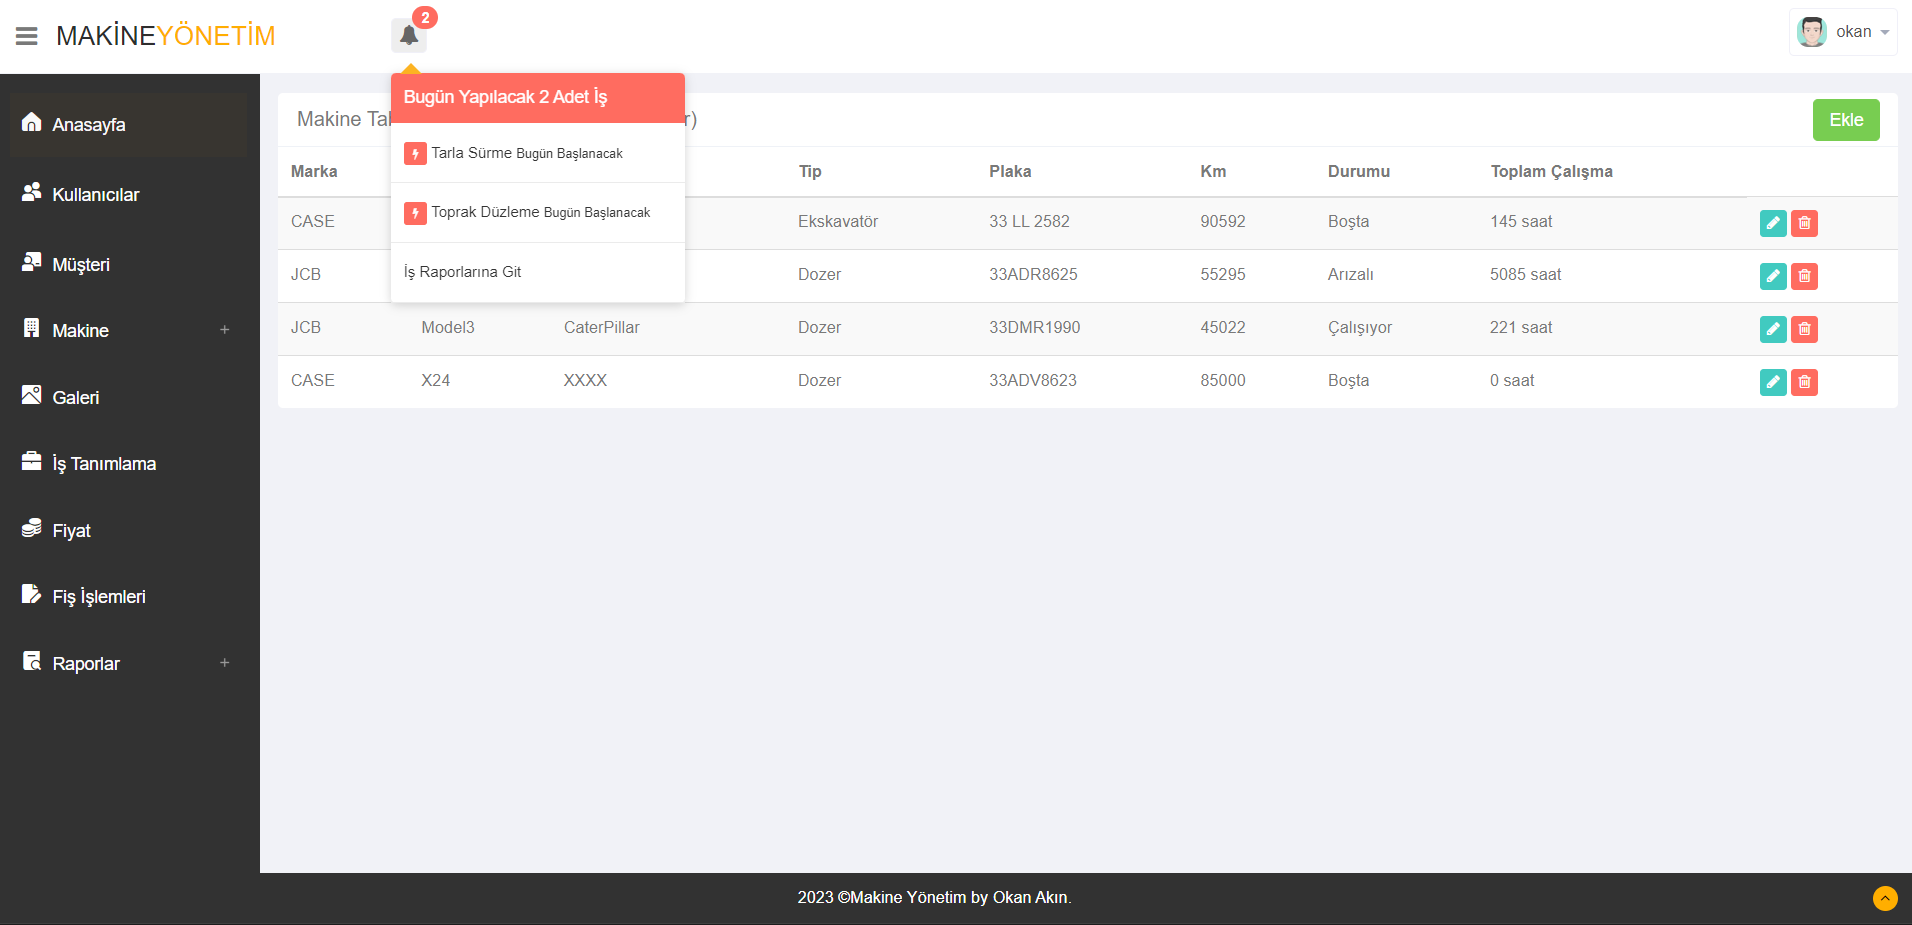 MAKİNEYÖNETİM
2
okan
Bugün Yapılacak 2 Adet İş
Tarla Sürme Bugün Başlanacak
Toprak Düzleme Bugün Başlanacak
İş Raporlarına Git
Anasayfa
Kullanıcılar
Müşteri
Makine +
Galeri
İş Tanımlama
Fiyat
Fiş İşlemleri
Raporlar +
Makine
Ekle
Marka Tip Plaka Km Durumu Toplam Çalışma
CASE Ekskavatör 33 LL 2582 90592 Boşta 145 saat
JCB Dozer 33ADR8625 55295 Arızalı 5085 saat
JCB Model3 CaterPillar Dozer 33DMR1990 45022 Çalışıyor 221 saat
CASE X24 XXXX Dozer 33ADV8623 85000 Boşta 0 saat
2023 ©Makine Yönetim by Okan Akın.